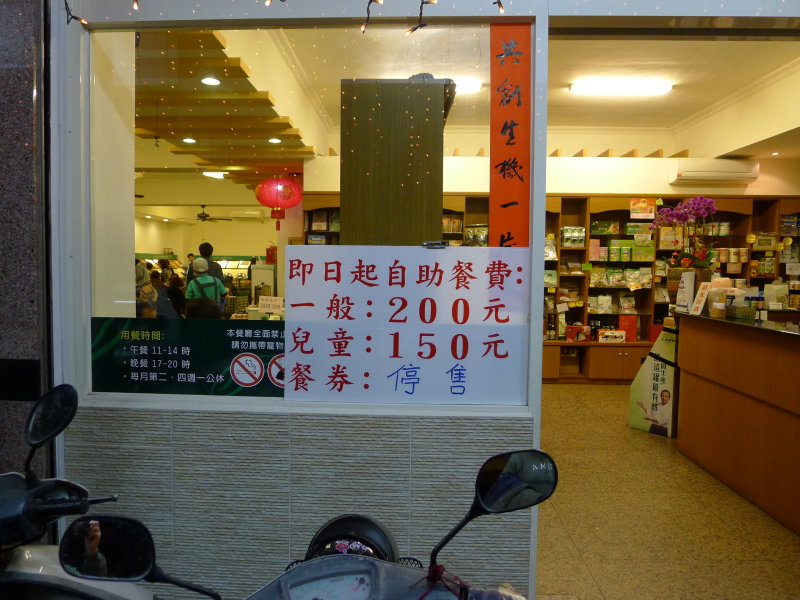 共創生機一片
即日起自助餐費:
一般:200元
兒童:150元
餐券:停售
用餐時間:
・午餐 11-14 時
・晚餐 17-20 時
・每月第二、四週一公休
本餐廳全面禁止
請勿攜帶寵物